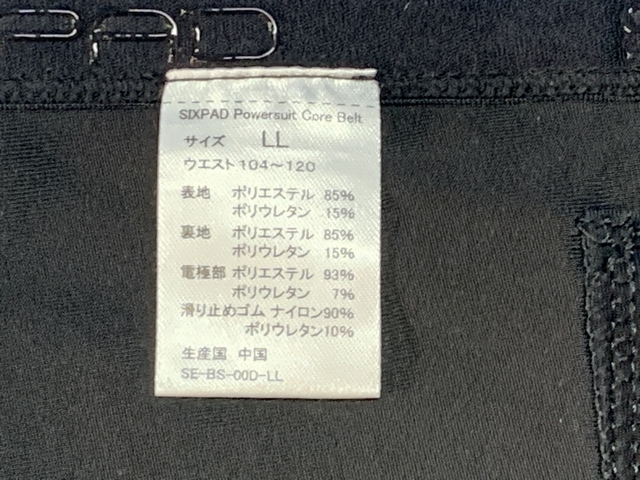 PAD
SIXPAD Powersuit Core Belt
サイズ LL
ウエスト104～120
表地 ポリエステル 85%
ポリウレタン 15%
裏地 ポリエステル 85%
ポリウレタン 15%
電極部 ポリエステル 93%
ポリウレタン 7%
滑り止めゴム ナイロン90%
ポリウレタン10%
生産国 中国
SE-BS-00D-LL